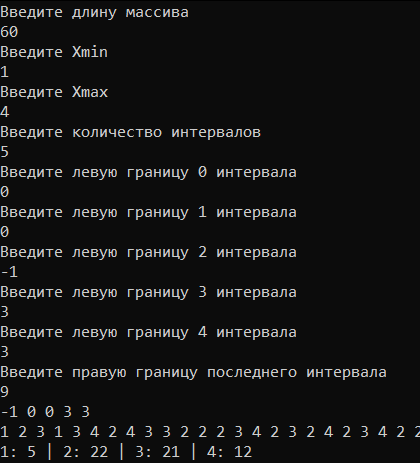 Введите длину массива
60
Введите Xmin
1
Введите Xmax
4
Введите количество интервалов
5
Введите левую границу 0 интервала
0
Введите левую границу 1 интервала
0
Введите левую границу 2 интервала
-1
Введите левую границу 3 интервала
3
Введите левую границу 4 интервала
3
Введите правую границу последнего интервала
9
-1 0 0 3 3
1 2 3 1 3 4 2 4 3 3 2 2 2 3 4 2 3 2 4 2 3 4 2 2
1: 5 | 2: 22 | 3: 21 | 4: 12